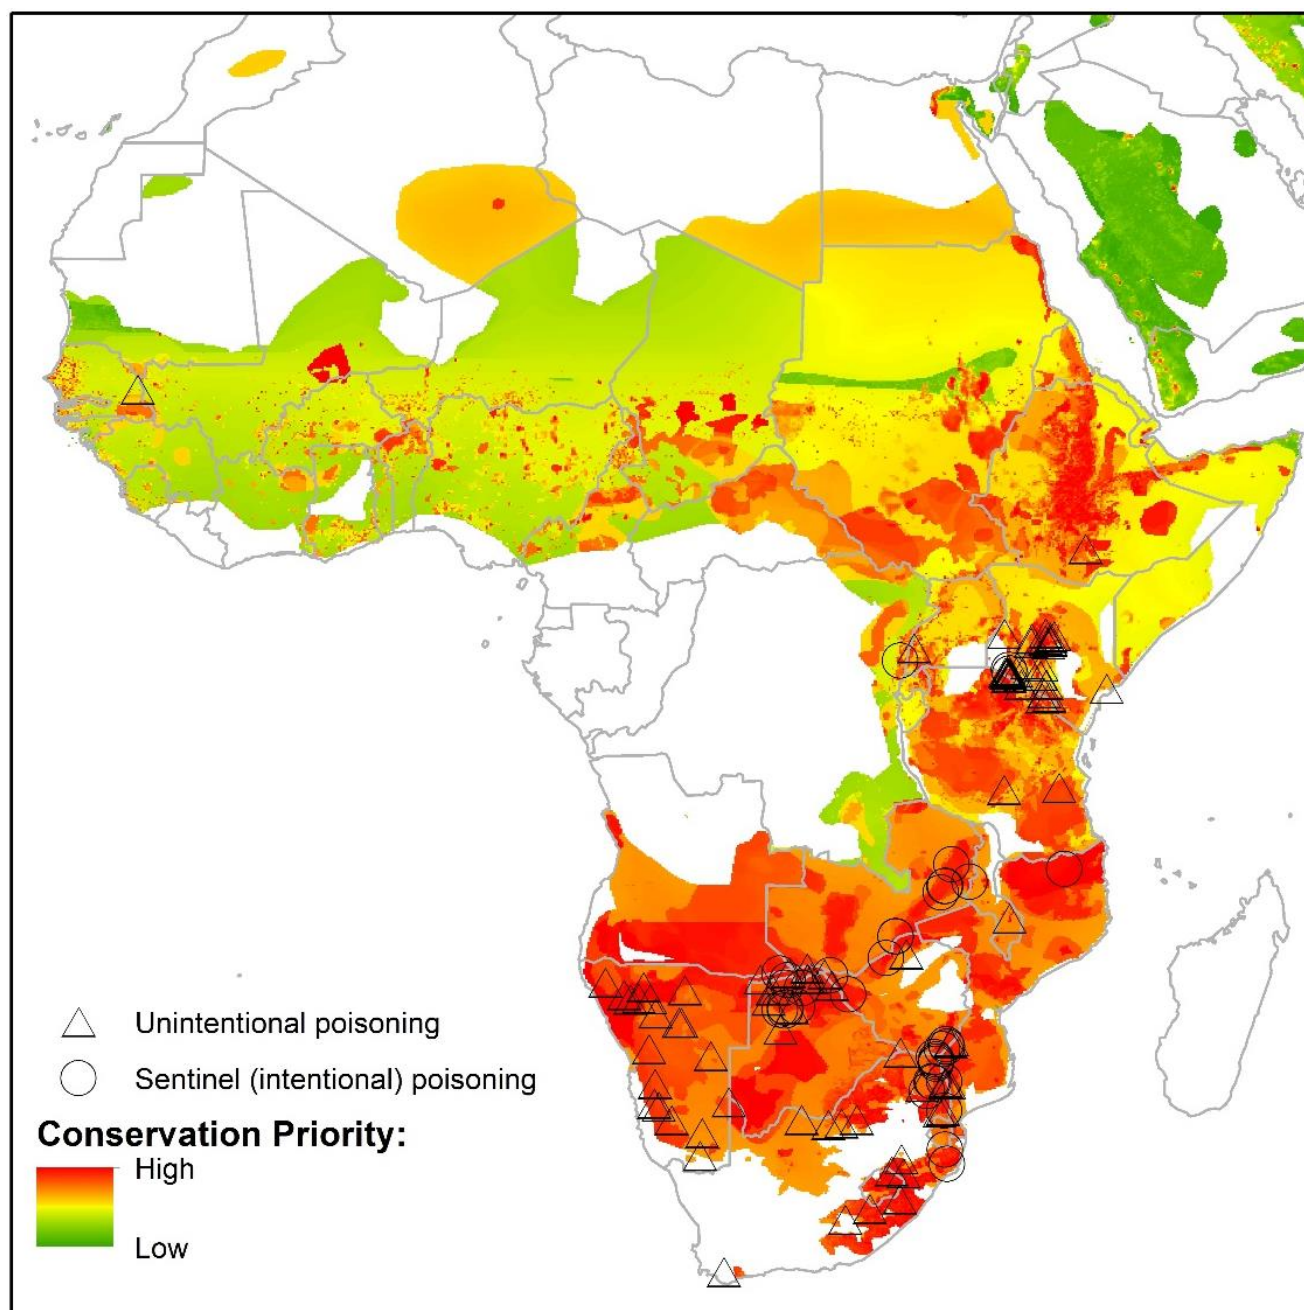 Unintentional poisoning
Sentinel (intentional) poisoning
Conservation Priority:
High
Low